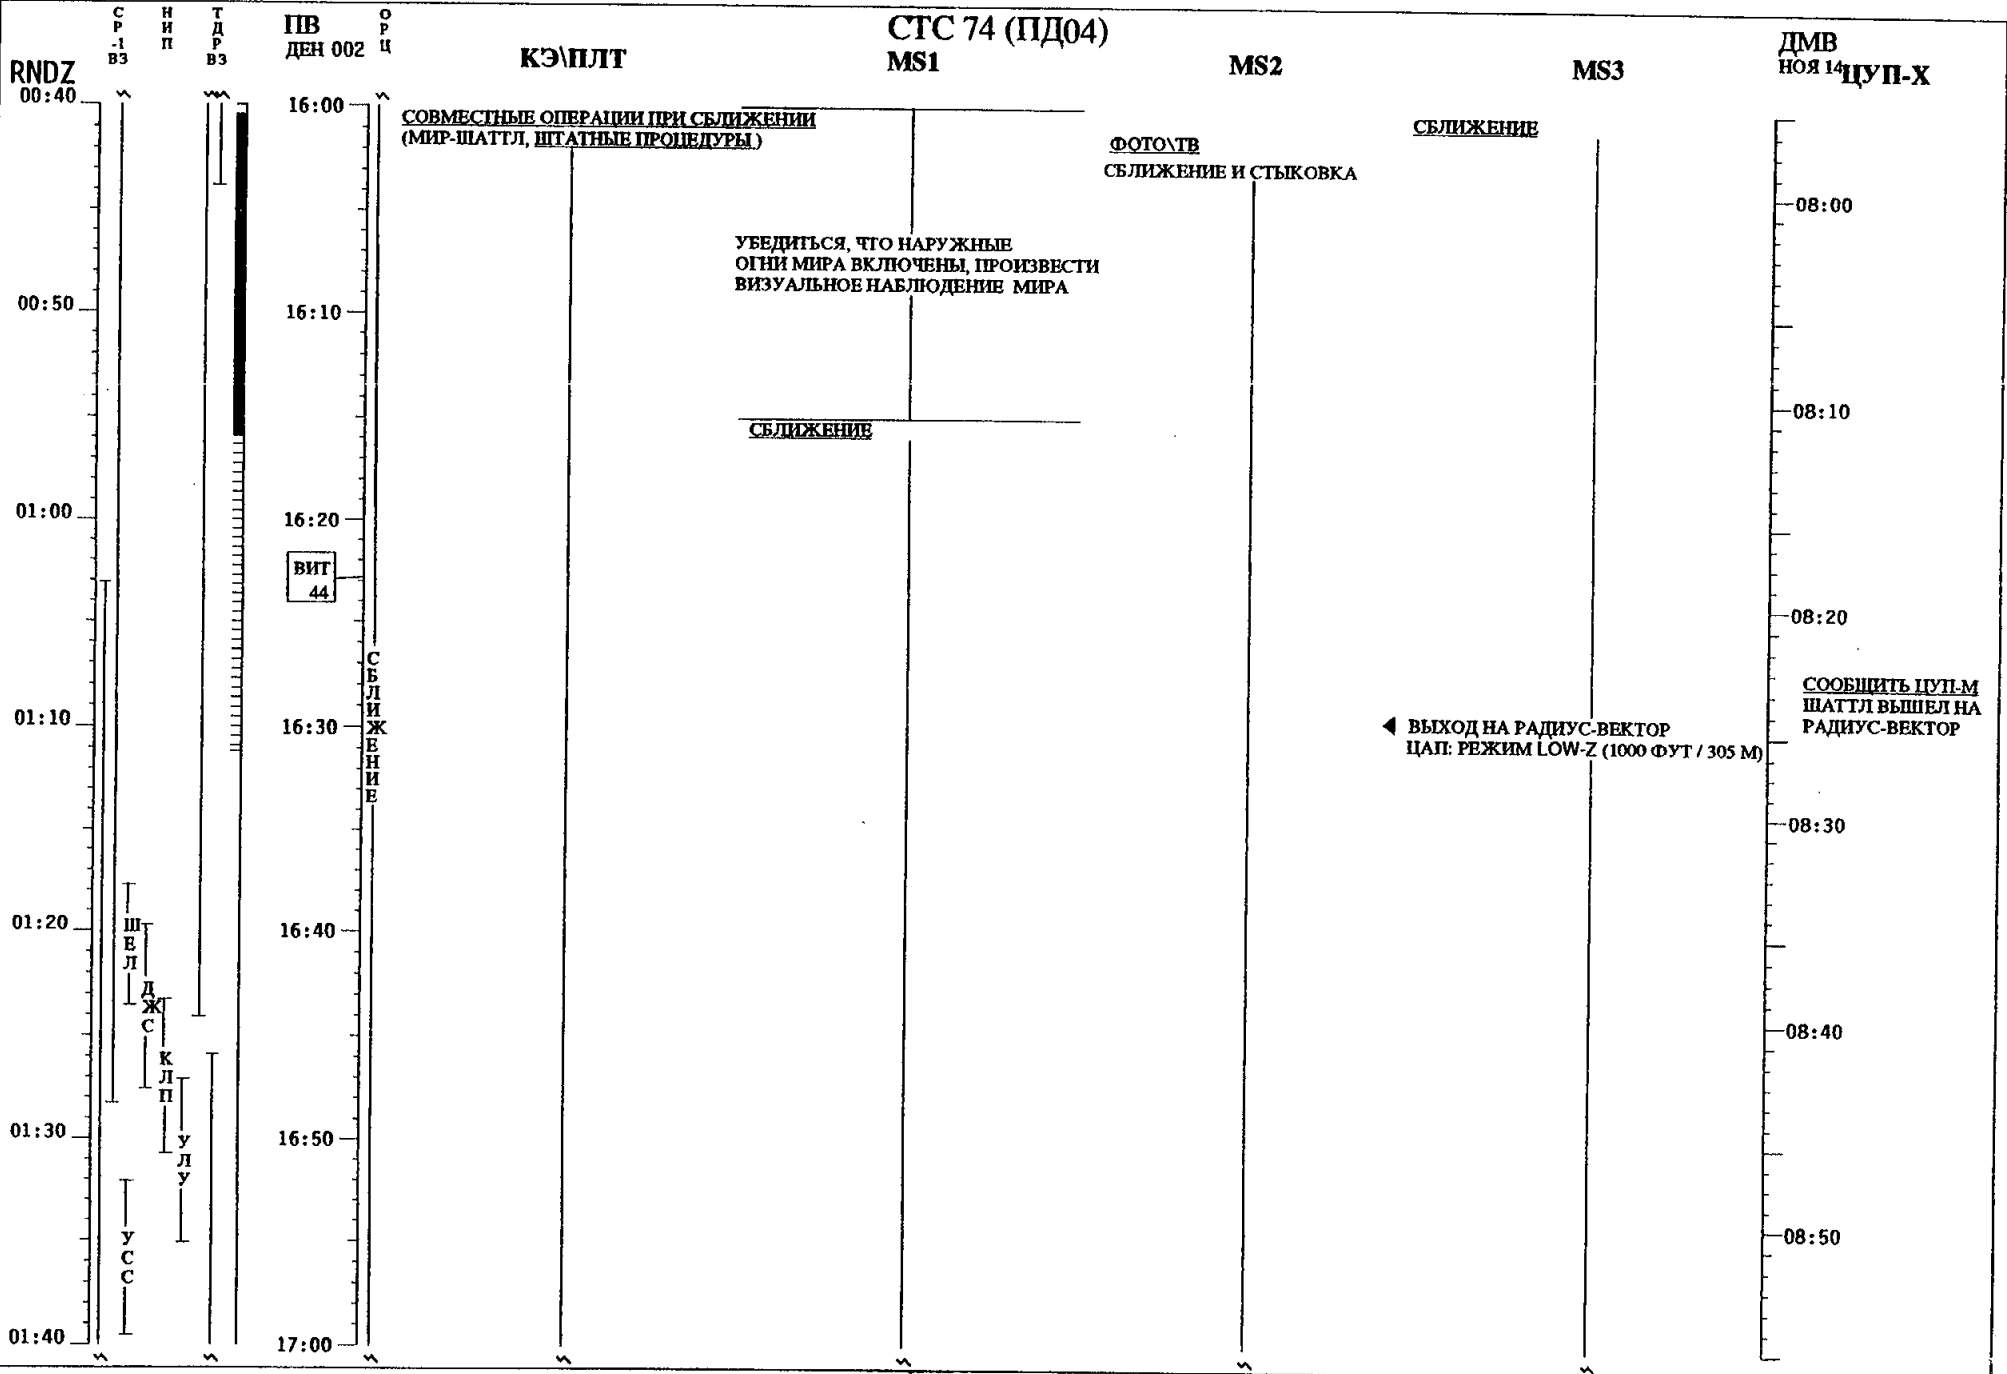 СТС 74 (ПД04)
СР-1 ВЗ
НИП
ТДР ВЗ
ПВ
ДЕН 002
ОРЦ
КЭ\ПЛТ
MS1
MS2
MS3
ДМВ
НОЯ 14
ЦУП-Х
RNDZ
00:40
00:50
01:00
01:10
01:20
01:30
01:40
ШЕЛ
ДЖС
КЛП
УЛУ
УСС
16:00
16:10
16:20
ВИТ
44
16:30
16:40
16:50
17:00
СБЛИЖЕНИЕ
СОВМЕСТНЫЕ ОПЕРАЦИИ ПРИ СБЛИЖЕНИИ
(МИР-ШАТТЛ, ШТАТНЫЕ ПРОЦЕДУРЫ )
УБЕДИТЬСЯ, ЧТО НАРУЖНЫЕ
ОГНИ МИРА ВКЛЮЧЕНЫ, ПРОИЗВЕСТИ
ВИЗУАЛЬНОЕ НАБЛЮДЕНИЕ МИРА
СБЛИЖЕНИЕ
ФОТО\ТВ
СБЛИЖЕНИЕ И СТЫКОВКА
СБЛИЖЕНИЕ
ВЫХОД НА РАДИУС-ВЕКТОР
ЦАП: РЕЖИМ LOW-Z (1000 ФУТ / 305 М)
08:00
08:10
08:20
08:30
08:40
08:50
СООБЩИТЬ ЦУП-М
ШАТТЛ ВЫШЕЛ НА
РАДИУС-ВЕКТОР